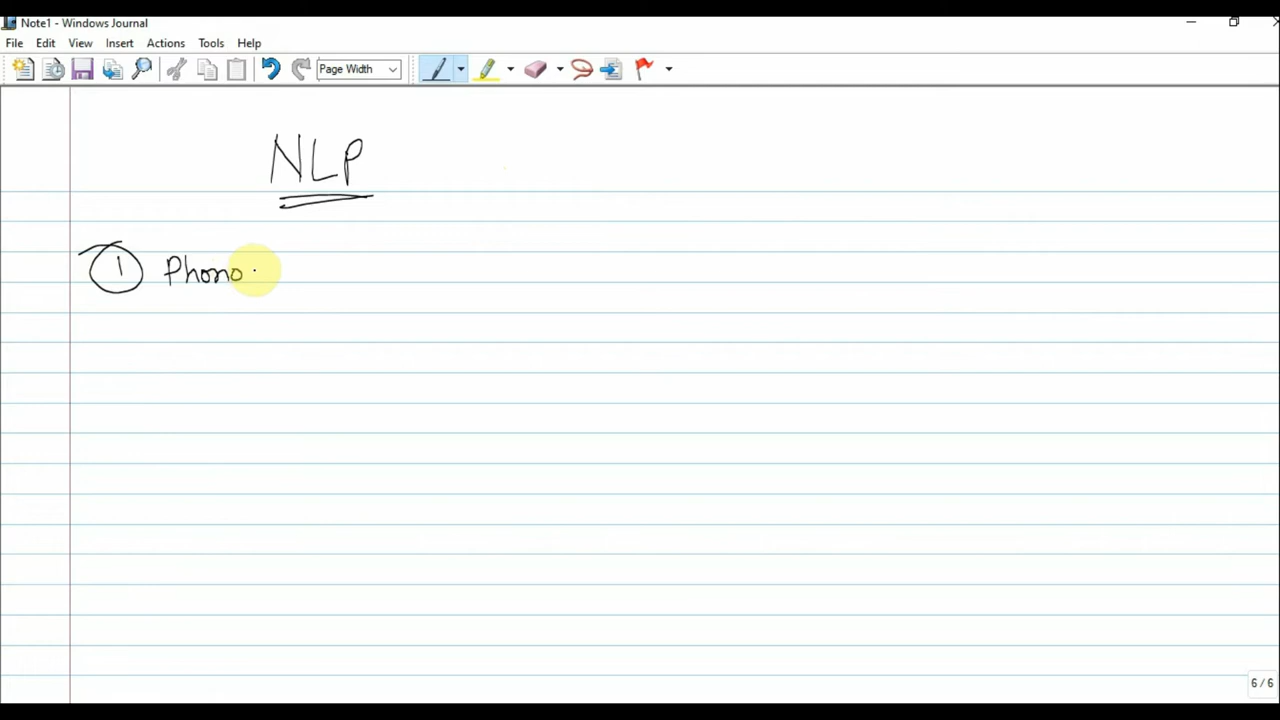 Note1 - Windows Journal
File Edit View Insert Actions Tools Help
Page Width
NLP
1 Phono
6 / 6